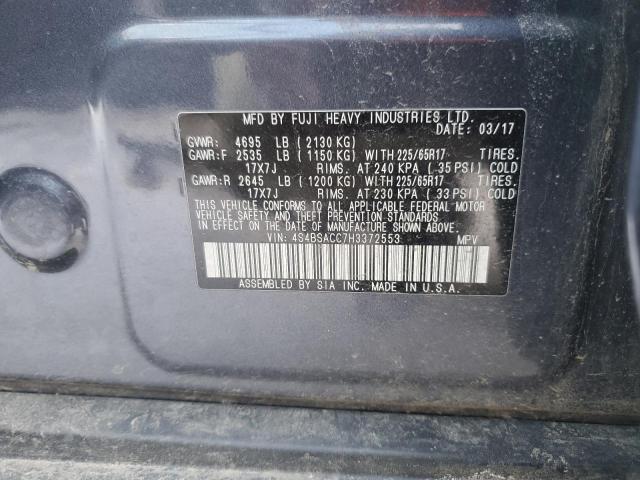 MFD BY FUJI HEAVY INDUSTRIES LTD.
DATE: 03/17
GVWR: 4695 LB (2130 KG)
GAWR:F 2535 LB (1150 KG) WITH 225/65R17 TIRES.
17X7J RIMS. AT 240 KPA (35 PSI) COLD
GAWR:R 2645 LB (1200 KG) WITH 225/65R17 TIRES.
17X7J RIMS. AT 230 KPA (33 PSI) COLD
THIS VEHICLE CONFORMS TO ALL APPLICABLE FEDERAL MOTOR
VEHICLE SAFETY AND THEFT PREVENTION STANDARDS
IN EFFECT ON THE DATE OF MANUFACTURE SHOWN ABOVE.
VIN: 4S4BSACC7H3372553 MPV
ASSEMBLED BY SIA INC. MADE IN U.S.A.